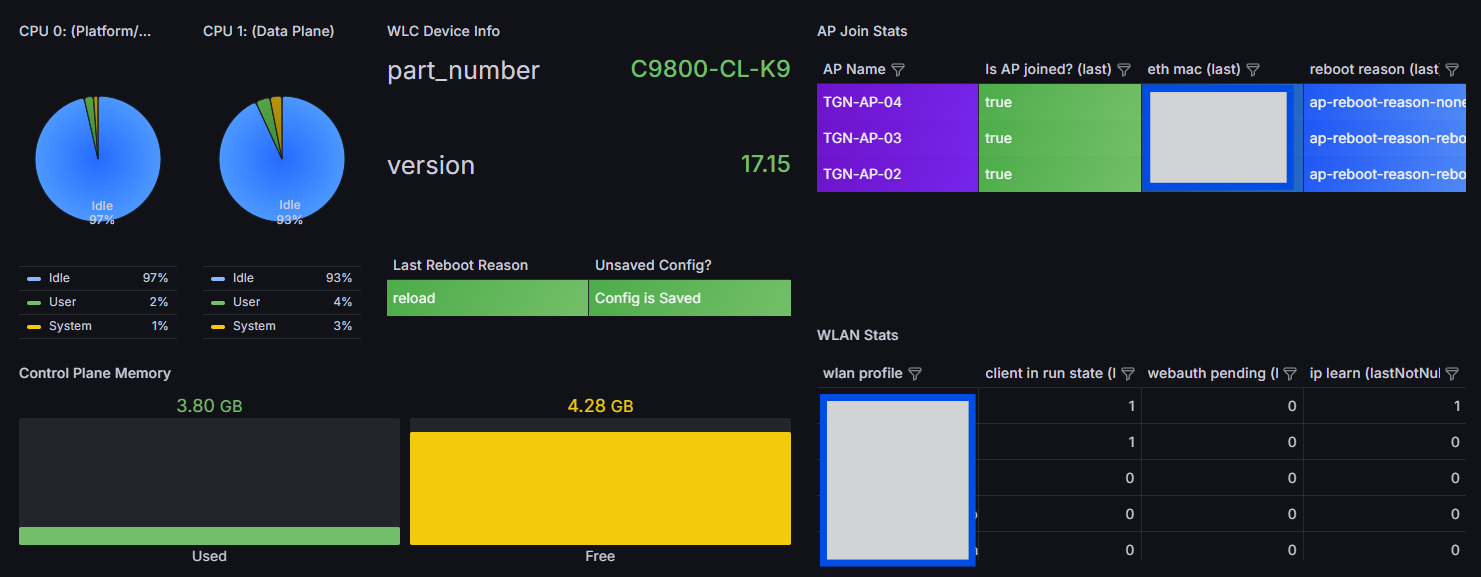 CPU 0: (Platform/...
Idle
97%
Idle 97%
User 2%
System 1%
CPU 1: (Data Plane)
Idle
93%
Idle 93%
User 4%
System 3%
WLC Device Info
part_number C9800-CL-K9
version 17.15
Last Reboot Reason Unsaved Config?
reload Config is Saved
Control Plane Memory
3.80 GB 4.28 GB
Used Free
AP Join Stats
AP Name Is AP joined? (last) eth mac (last) reboot reason (last)
TGN-AP-04 true ap-reboot-reason-none
TGN-AP-03 true ap-reboot-reason-rebo
TGN-AP-02 true ap-reboot-reason-rebo
WLAN Stats
wlan profile client in run state (l webauth pending (l ip learn (lastNotNul
1 0 1
1 0 0
0 0 0
0 0 0
0 0 0